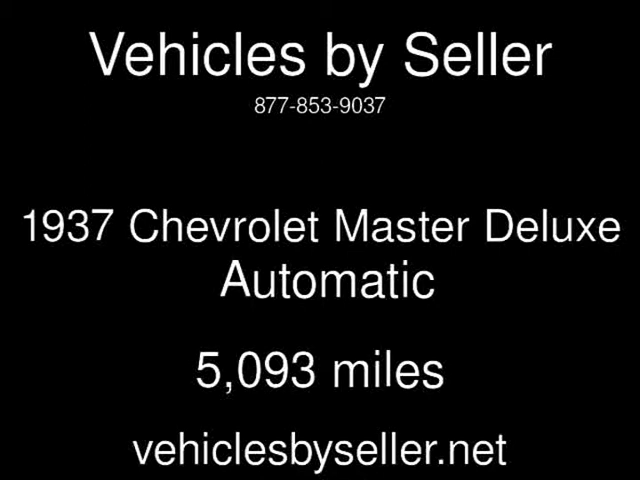 Vehicles by Seller
877-853-9037
1937 Chevrolet Master Deluxe
Automatic
5,093 miles
vehiclesbyseller.net